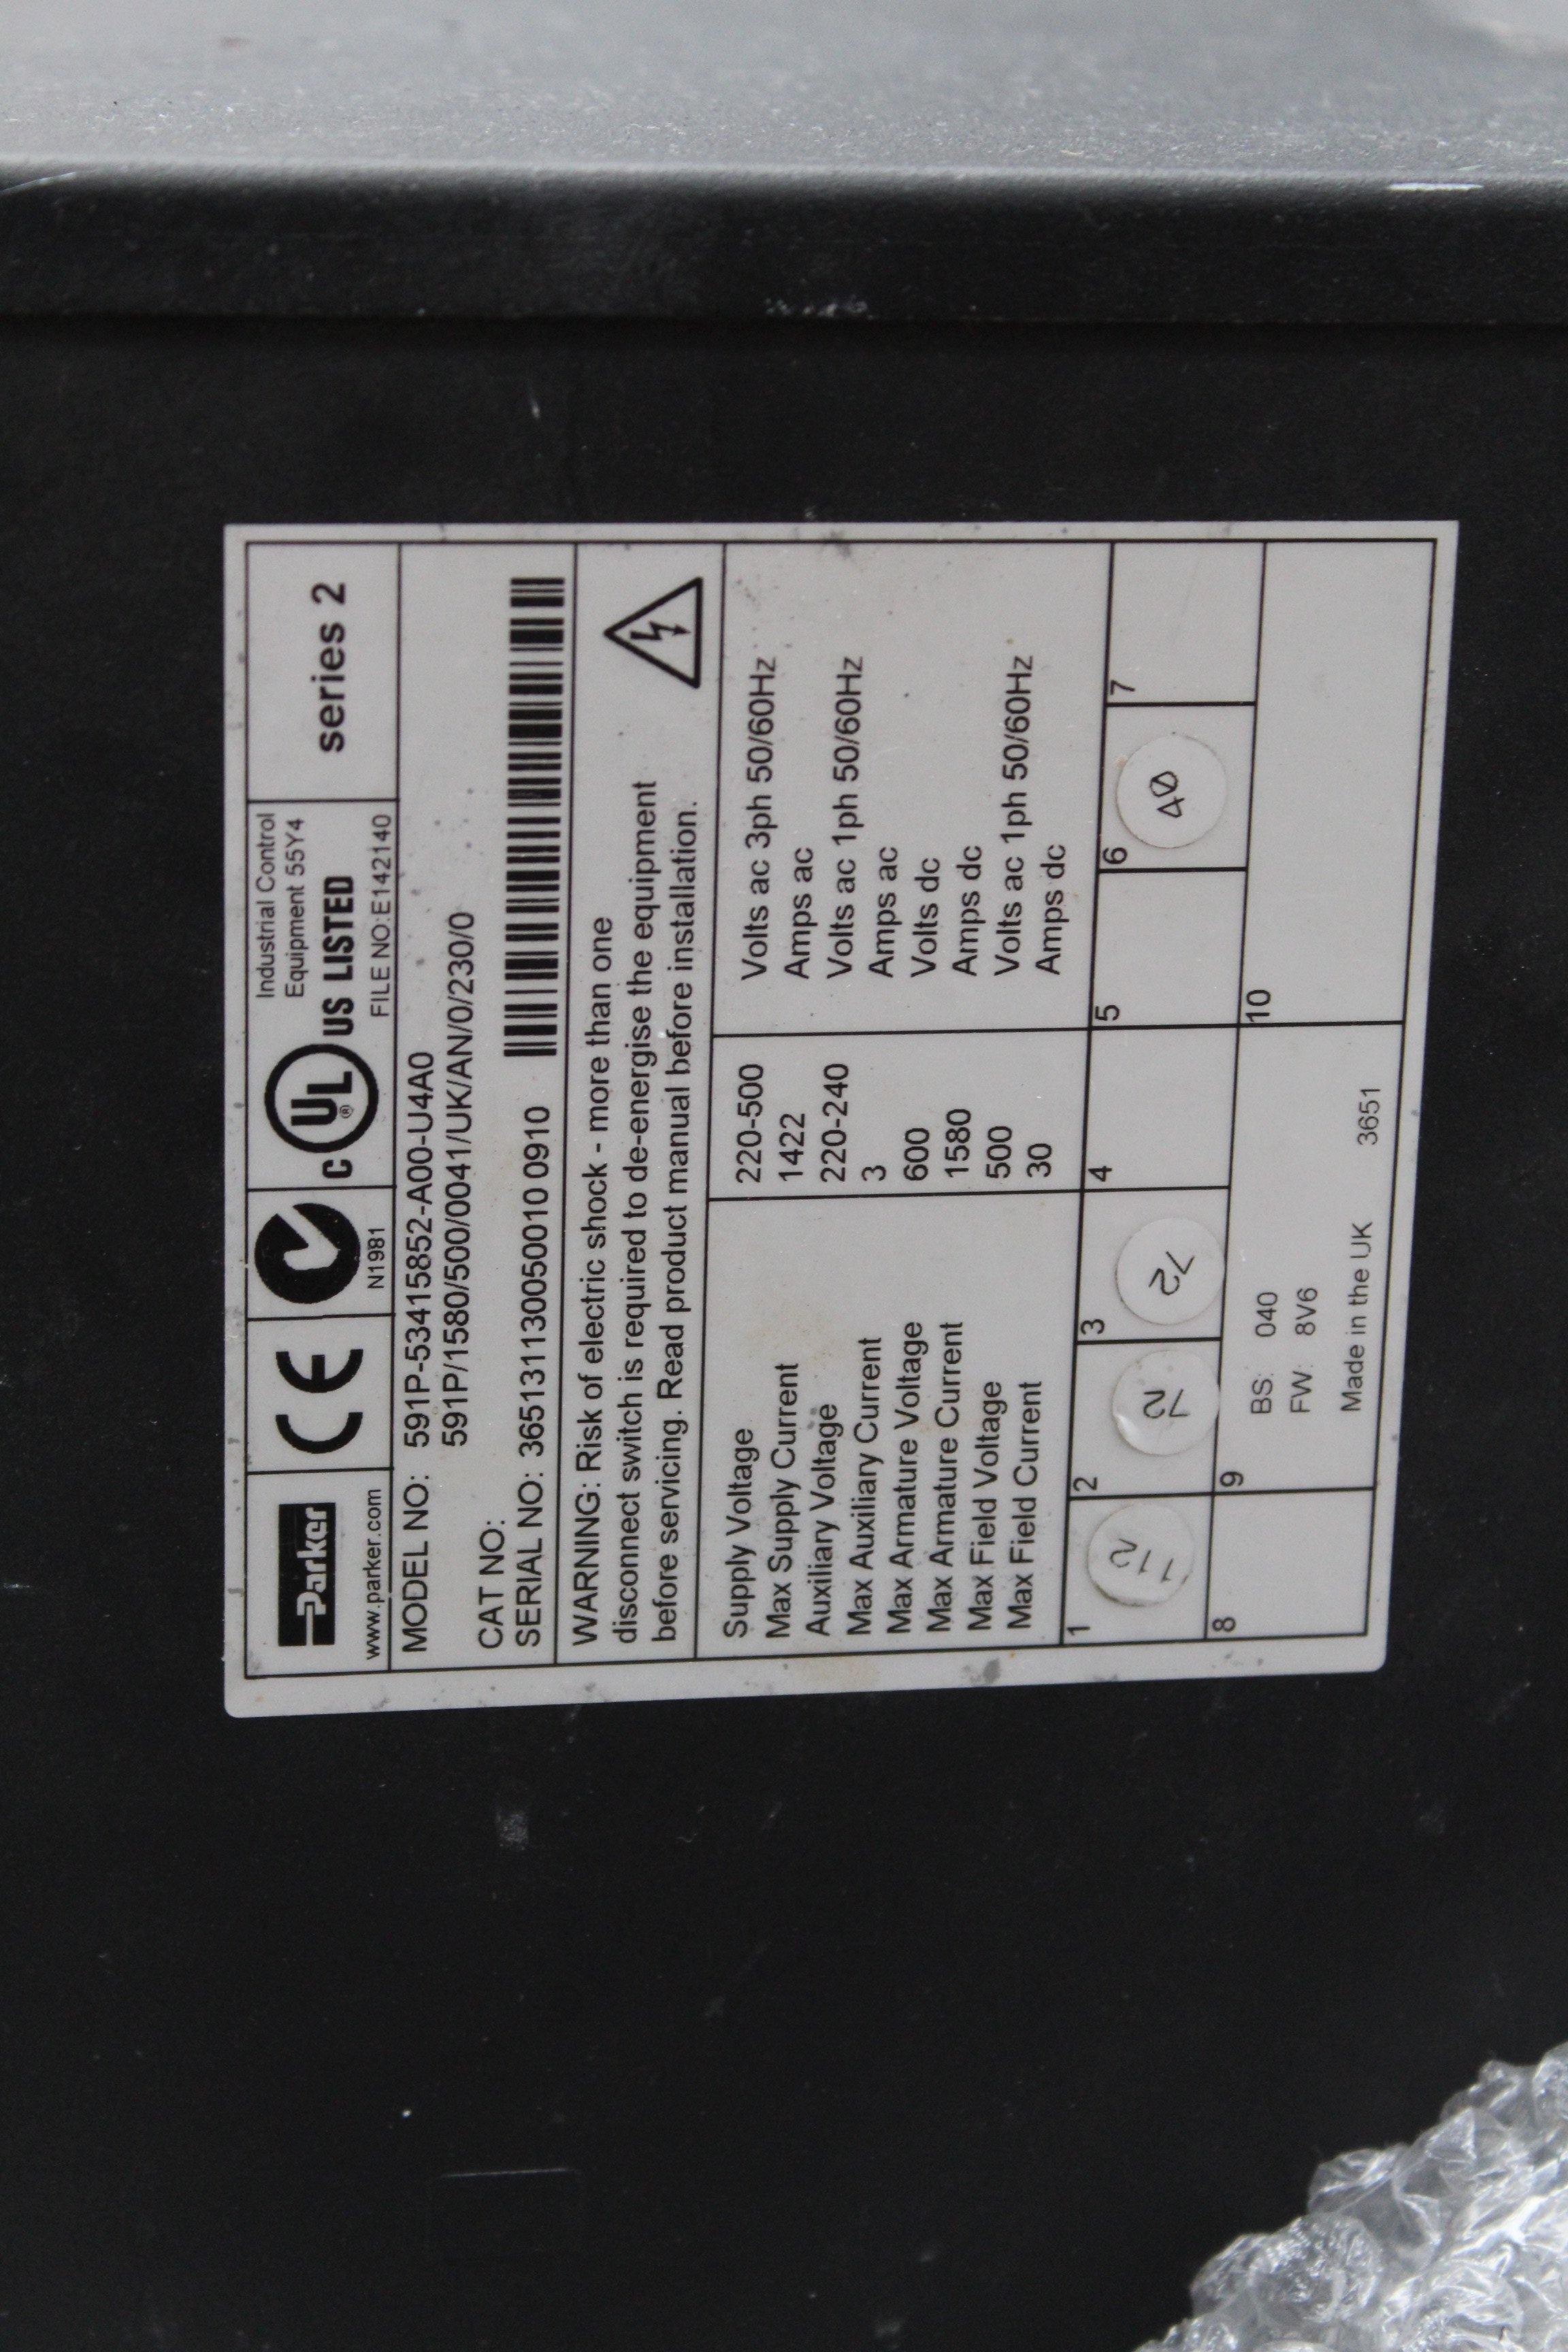 Parker
www.parker.com
CE
N1981
C UL ® US LISTED
Industrial Control
Equipment 55Y4
FILE NO:E142140
series 2
MODEL NO: 591P-53415852-A00-U4A0
591P/1580/500/0041/UK/AN/0/230/0
CAT NO:
SERIAL NO: 365131130050010 0910
WARNING: Risk of electric shock - more than one
disconnect switch is required to de-energise the equipment
before servicing. Read product manual before installation.
Supply Voltage 220-500 Volts ac 3ph 50/60Hz
Max Supply Current 1422 Amps ac
Auxiliary Voltage 220-240 Volts ac 1ph 50/60Hz
Max Auxiliary Current 3 Amps ac
Max Armature Voltage 600 Volts dc
Max Armature Current 1580 Amps dc
Max Field Voltage 500 Volts ac 1ph 50/60Hz
Max Field Current 30 Amps dc
1 2 3 4 5 6 7
112 72 72 40
8 9 10
BS: 040
FW: 8V6
Made in the UK 3651